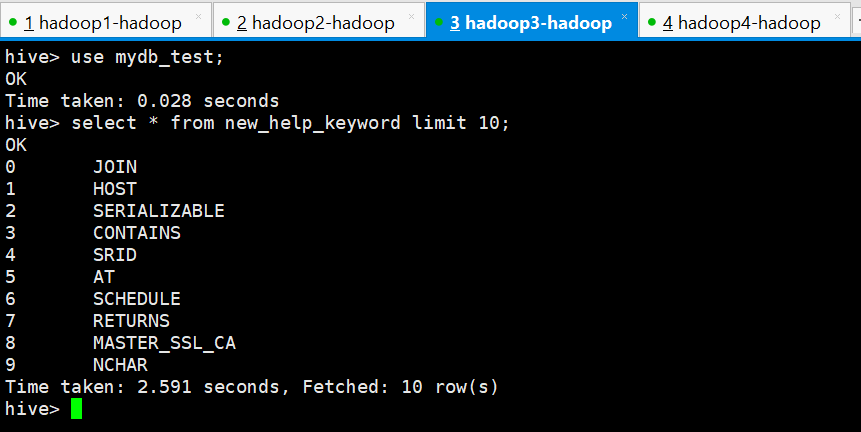 1 hadoop1-hadoop × 2 hadoop2-hadoop × 3 hadoop3-hadoop × 4 hadoop4-hadoop ×
hive> use mydb_test;
OK
Time taken: 0.028 seconds
hive> select * from new_help_keyword limit 10;
OK
0 JOIN
1 HOST
2 SERIALIZABLE
3 CONTAINS
4 SRID
5 AT
6 SCHEDULE
7 RETURNS
8 MASTER_SSL_CA
9 NCHAR
Time taken: 2.591 seconds, Fetched: 10 row(s)
hive>